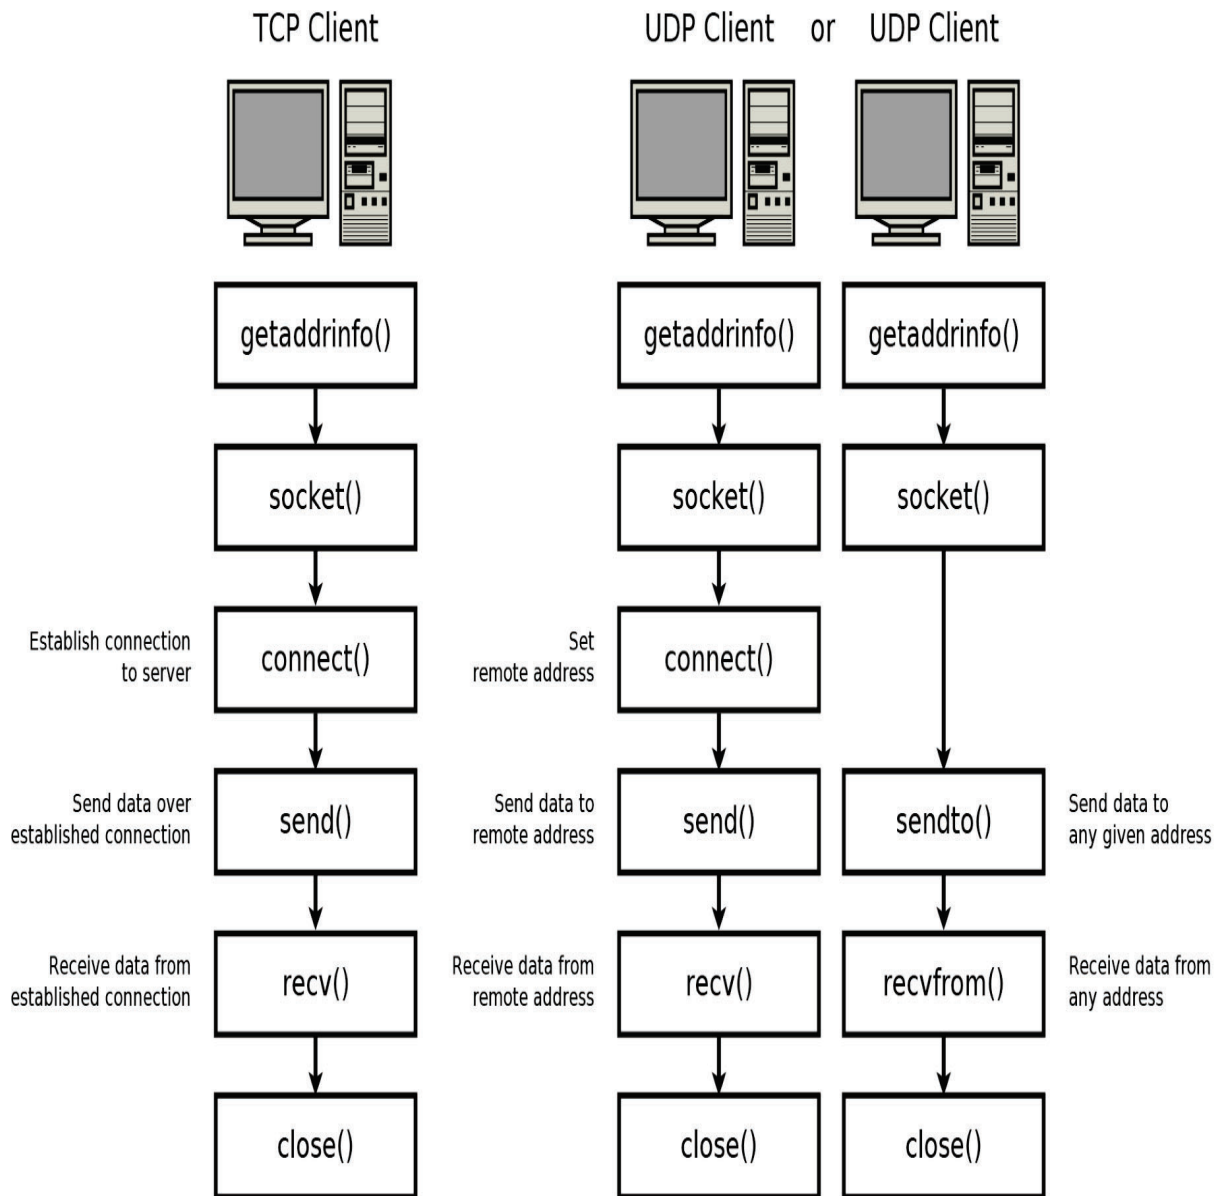 TCP Client
UDP Client or UDP Client
getaddrinfo()
getaddrinfo()
getaddrinfo()
socket()
socket()
socket()
Establish connection
to server
connect()
Set
remote address
connect()
Send data over
established connection
send()
Send data to
remote address
send()
sendto()
Send data to
any given address
Receive data from
established connection
recv()
Receive data from
remote address
recv()
recvfrom()
Receive data from
any address
close()
close()
close()